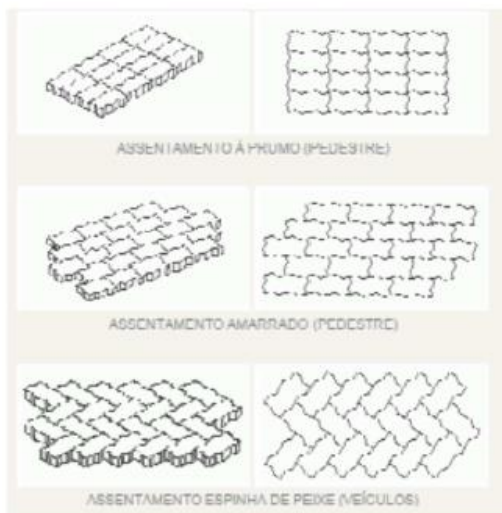 ASSENTAMENTO À PRUMO (PEDESTRE)
ASSENTAMENTO AMARRADO (PEDESTRE)
ASSENTAMENTO ESPINHA DE PEIXE (VEÍCULOS)